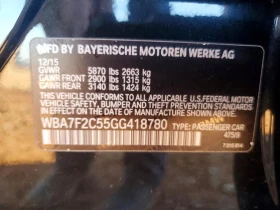 MFD. BY BAYERISCHE MOTOREN WERKE AG
12/15
GVWR 5870 lbs 2663 kg
GAWR FRONT 2900 lbs 1315 kg
GAWR REAR 3140 lbs 1424 kg
THIS VEHICLE CONFORMS TO ALL APPLICABLE
U.S. FEDERAL MOTOR VEHICLE SAFETY, BUMPER
AND THEFT PREVENTION STANDARDS IN EFFECT
ON THE DATE OF MANUFACTURE SHOWN ABOVE.
WBA7F2C55GG418780 TYPE: PASSENGER CAR